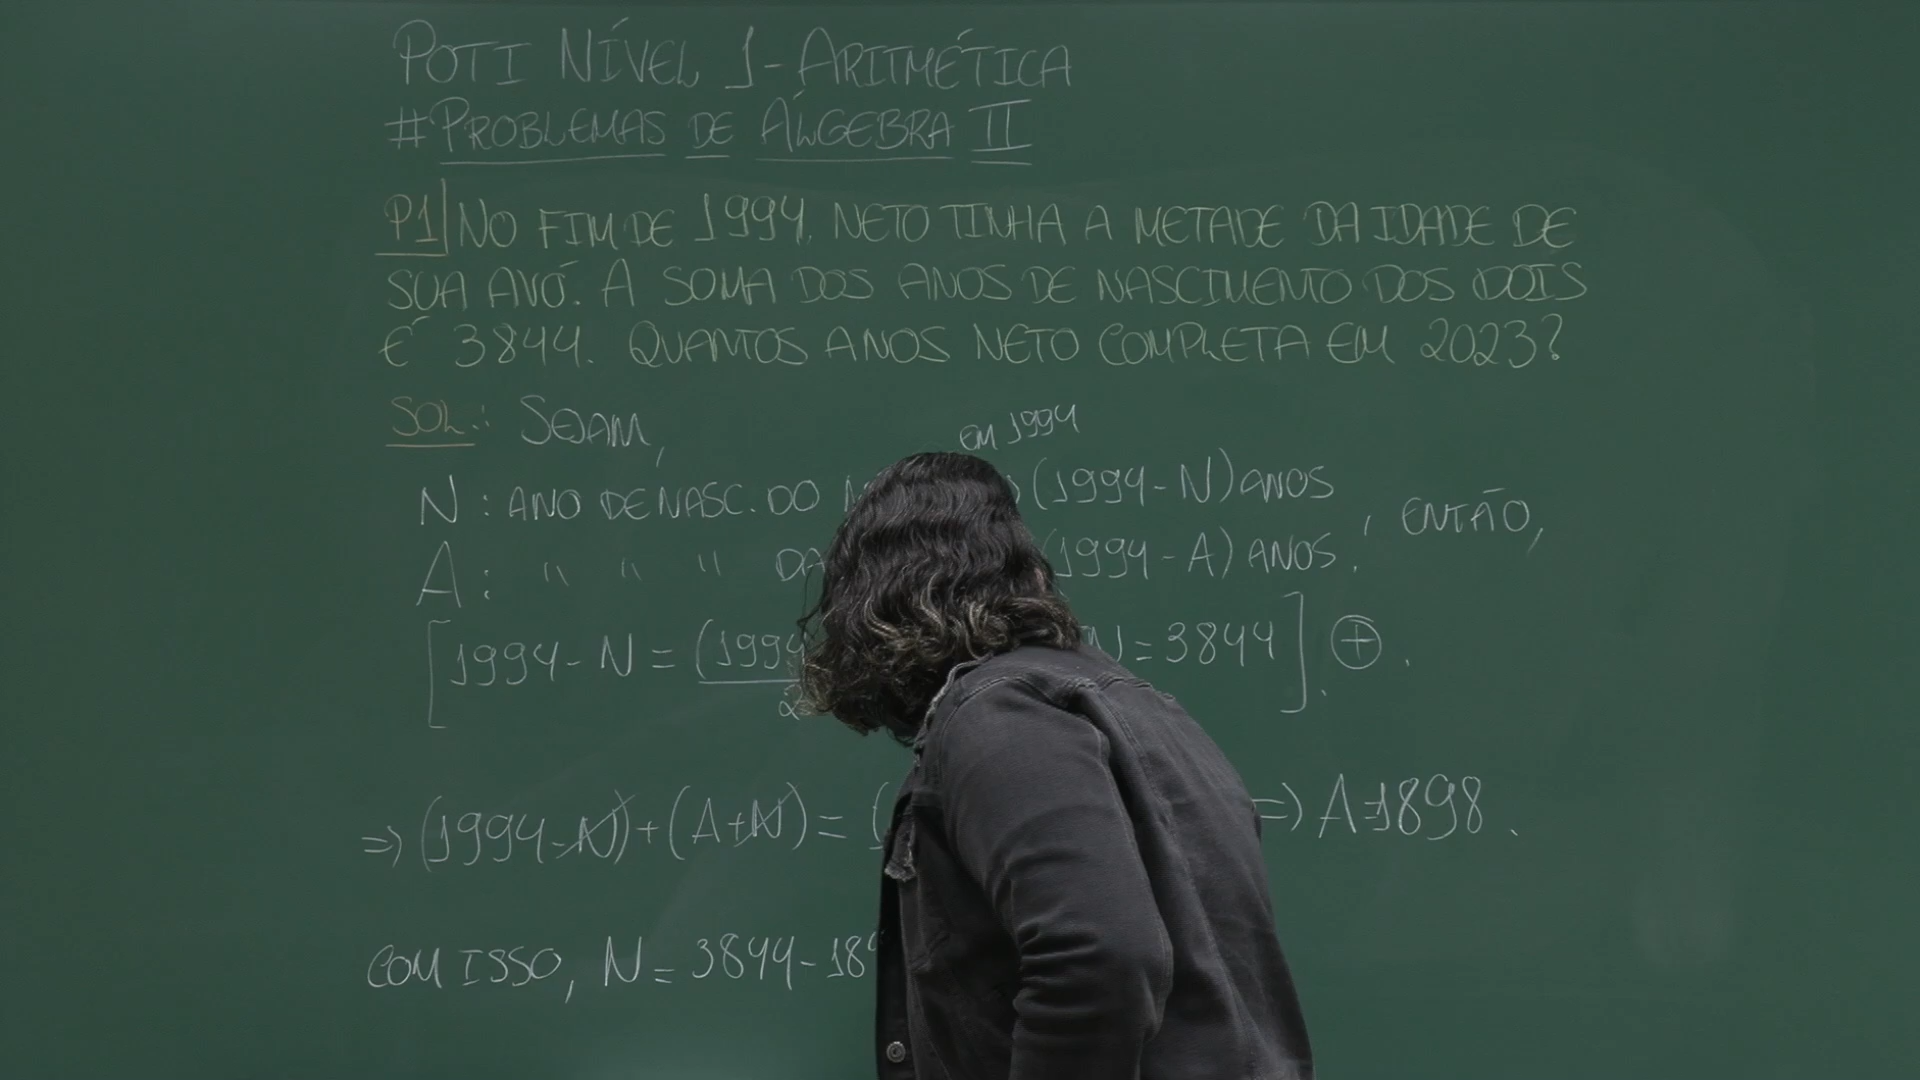 POTI NÍVEL 1 - ARITMÉTICA
# PROBLEMAS DE ÁLGEBRA II
P1] NO FIM DE 1994, NETO TINHA A METADE DA IDADE DE
SUA AVÓ. A SOMA DOS ANOS DE NASCIMENTO DOS DOIS
É 3844. QUANTOS ANOS NETO COMPLETA EM 2023?
SOL.: SEJAM,
EM 1994
N : ANO DE NASC. DO (1994 - N) ANOS
A : " " " DA (1994 - A) ANOS. , ENTÃO,
[1994 - N = (1994 2 N = 3844]. ⊕.
⇒ (1994 - N) + (A + N) = ( ⇒ A = 1898.
COM ISSO, N = 3844 - 18